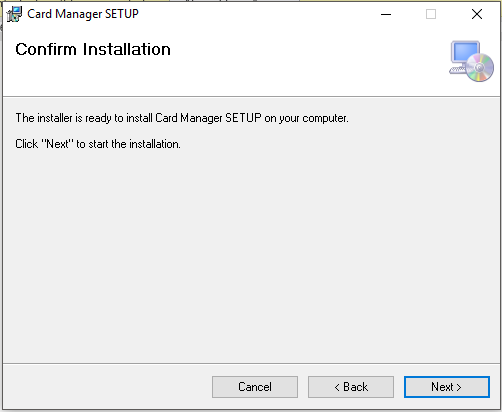 Card Manager SETUP
Confirm Installation
The installer is ready to install Card Manager SETUP on your computer.
Click "Next" to start the installation.
Cancel
< Back
Next >